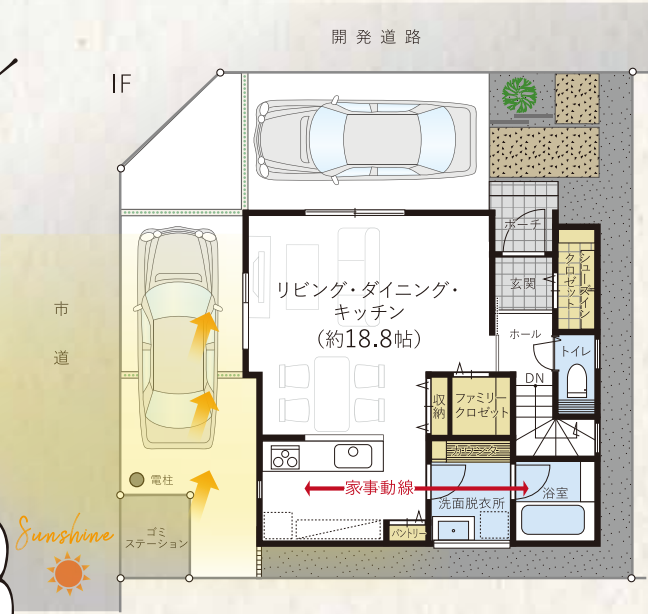 開発道路
1F
ポーチ
玄関
シューズイン
クロゼット
リビング・ダイニング・
キッチン
(約18.8帖)
ホール
トイレ
DN
市道
収納
ファミリー
クロゼット
カウンター
家事動線
洗面脱衣所
浴室
電柱
ゴミ
ステーション
パントリー
Sunshine